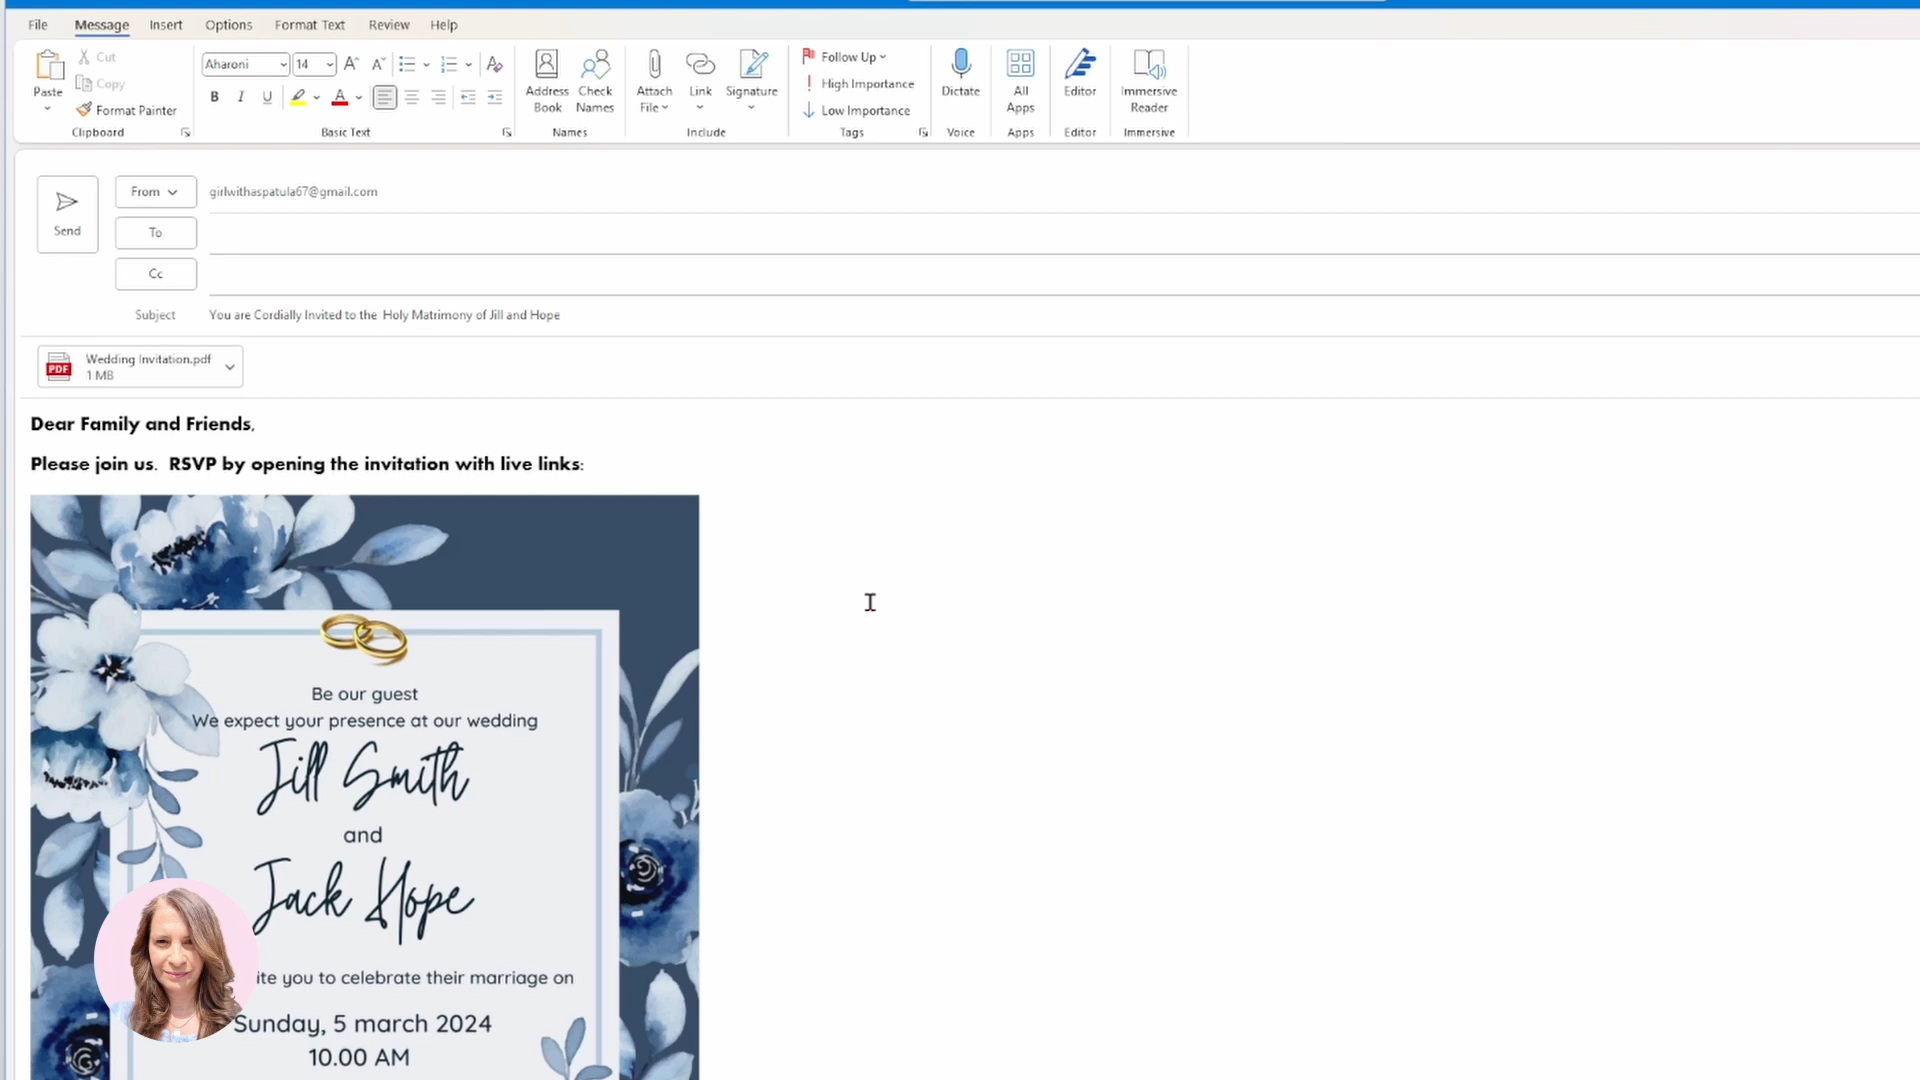 File Message Insert Options Format Text Review Help
Paste
Cut
Copy
Format Painter
Clipboard
Aharoni 14
B I U
Basic Text
Address Book
Check Names
Names
Attach File
Link
Signature
Include
Follow Up
High Importance
Low Importance
Tags
Dictate
Voice
All Apps
Apps
Editor
Editor
Immersive Reader
Immersive
Send
From girlwithaspatula67@gmail.com
To
Cc
Subject You are Cordially Invited to the Holy Matrimony of Jill and Hope
PDF
Wedding Invitation.pdf
1 MB
Dear Family and Friends,
Please join us. RSVP by opening the invitation with live links:
Be our guest
We expect your presence at our wedding
Jill Smith
and
Jack Hope
ite you to celebrate their marriage on
Sunday, 5 march 2024
10.00 AM